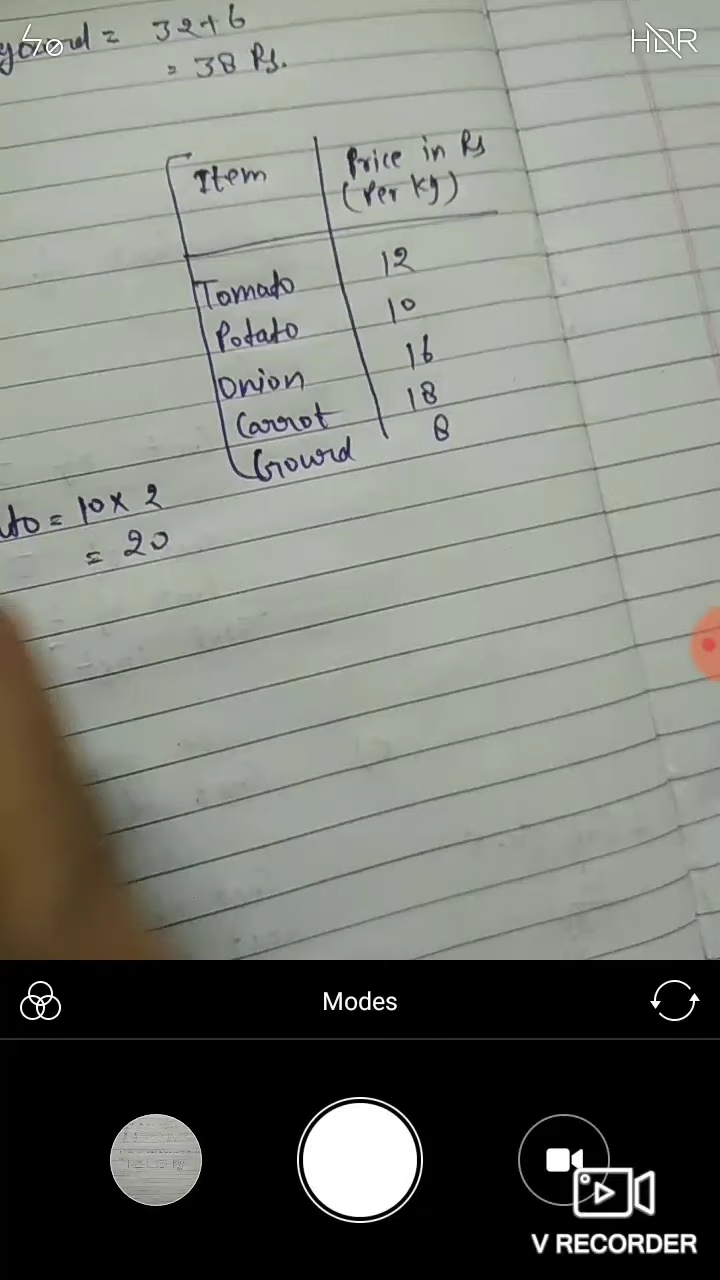 HDR
= 32+6
= 38 Rs.
Item Price in Rs
(Per kg)
Tomato 12
Potato 10
Onion 16
Carrot 18
Gourd 8
= 10 x 2
= 20
Modes
V RECORDER